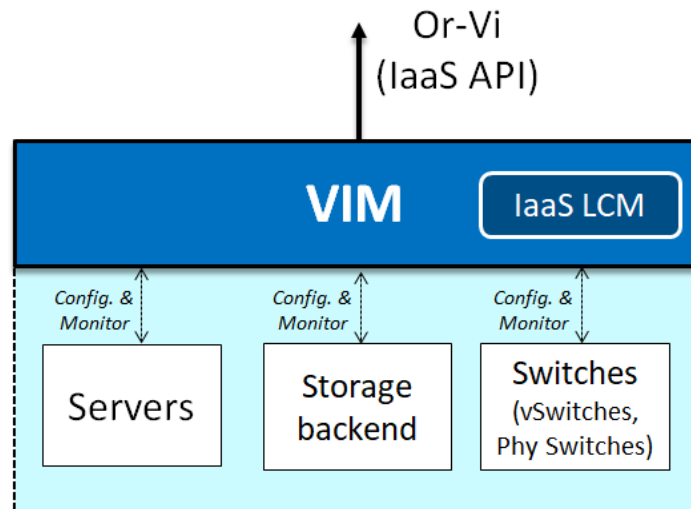 Or-Vi
(IaaS API)
VIM
IaaS LCM
Config. &
Monitor
Config. &
Monitor
Config. &
Monitor
Servers
Storage
backend
Switches
(vSwitches,
Phy Switches)